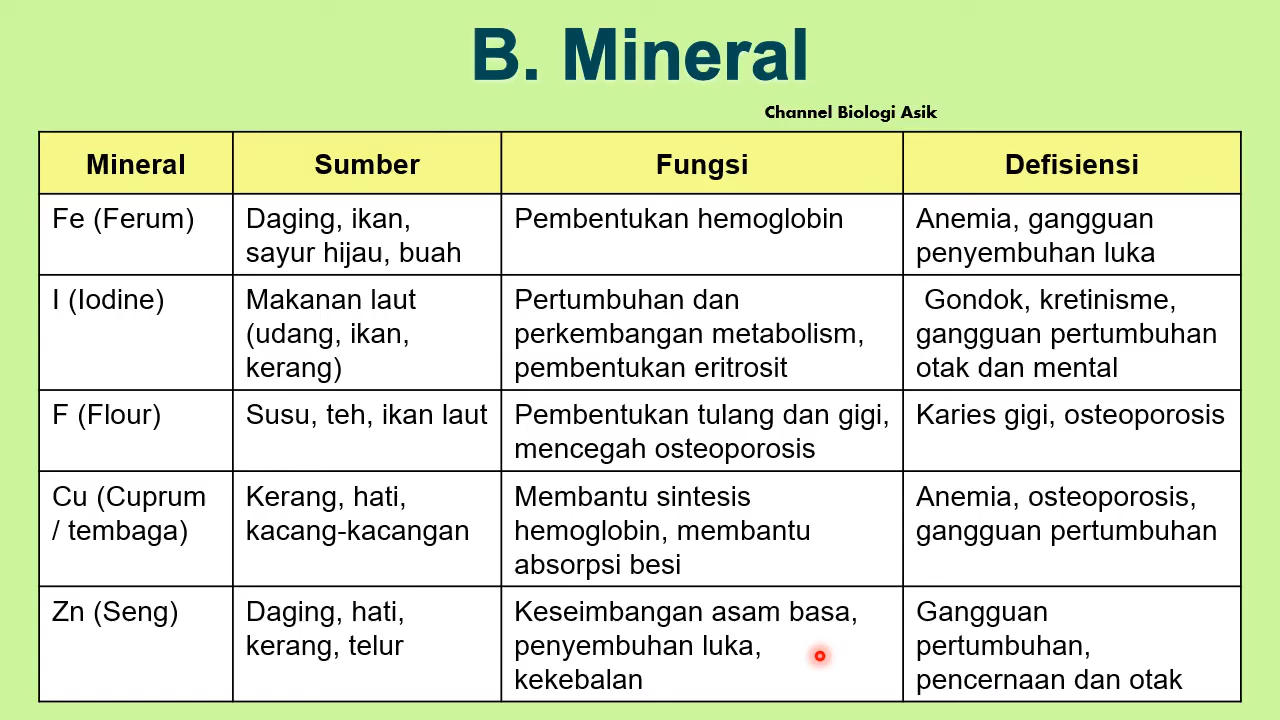 B. Mineral
Channel Biologi Asik
Mineral
Sumber
Fungsi
Defisiensi
Fe (Ferum)
Daging, ikan,
sayur hijau, buah
Pembentukan hemoglobin
Anemia, gangguan
penyembuhan luka
I (Iodine)
Makanan laut
(udang, ikan,
kerang)
Pertumbuhan dan
perkembangan metabolism,
pembentukan eritrosit
Gondok, kretinisme,
gangguan pertumbuhan
otak dan mental
F (Flour)
Susu, teh, ikan laut
Pembentukan tulang dan gigi,
mencegah osteoporosis
Karies gigi, osteoporosis
Cu (Cuprum
/ tembaga)
Kerang, hati,
kacang-kacangan
Membantu sintesis
hemoglobin, membantu
absorpsi besi
Anemia, osteoporosis,
gangguan pertumbuhan
Zn (Seng)
Daging, hati,
kerang, telur
Keseimbangan asam basa,
penyembuhan luka,
kekebalan
Gangguan
pertumbuhan,
pencernaan dan otak